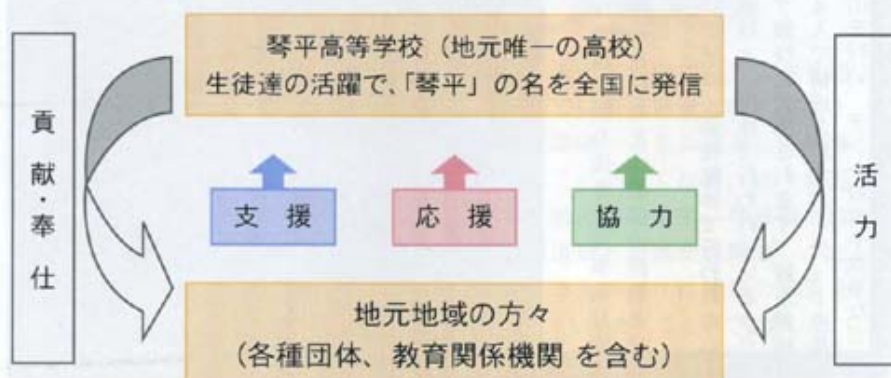 琴平高等学校（地元唯一の高校）
生徒達の活躍で、「琴平」の名を全国に発信
貢献・奉仕
活力
支援
応援
協力
地元地域の方々
（各種団体、教育関係機関 を含む）